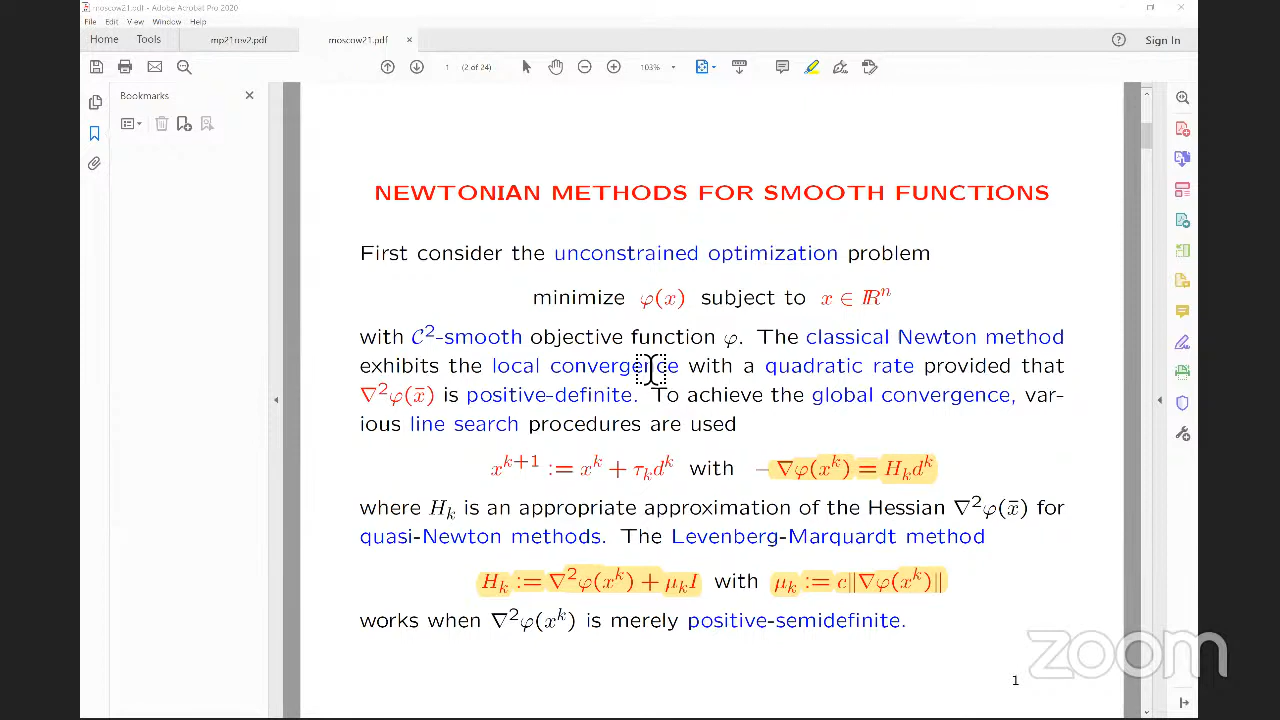 moscow21.pdf - Adobe Acrobat Pro 2020
File Edit View Window Help
Home Tools mp21rev2.pdf moscow21.pdf × Sign In
1 (2 of 24) 103%
Bookmarks
NEWTONIAN METHODS FOR SMOOTH FUNCTIONS
First consider the unconstrained optimization problem
minimize φ(x) subject to x ∈ ℝⁿ
with 𝒞²-smooth objective function φ. The classical Newton method
exhibits the local convergence with a quadratic rate provided that
∇²φ(x̄) is positive-definite. To achieve the global convergence, var-
ious line search procedures are used
xᵏ⁺¹ := xᵏ + τₖdᵏ with −∇φ(xᵏ) = Hₖdᵏ
where Hₖ is an appropriate approximation of the Hessian ∇²φ(x̄) for
quasi-Newton methods. The Levenberg-Marquardt method
Hₖ := ∇²φ(xᵏ) + μₖI with μₖ := c‖∇φ(xᵏ)‖
works when ∇²φ(xᵏ) is merely positive-semidefinite.
zoom
1